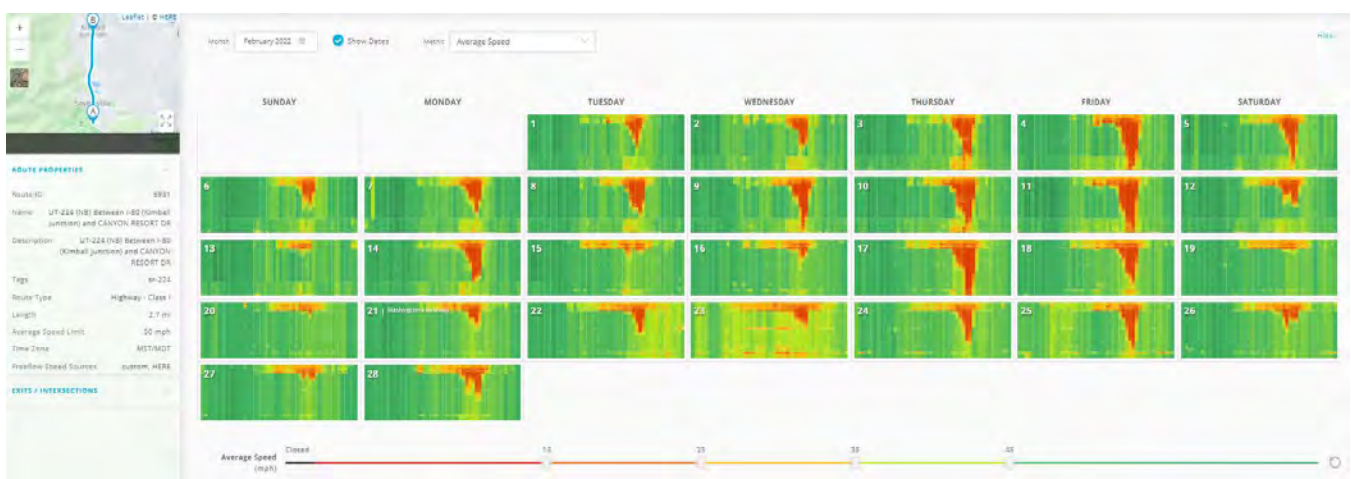 Leaflet | © HERE
B
A
Month February 2022 Show Dates Metric Average Speed
SUNDAY MONDAY TUESDAY WEDNESDAY THURSDAY FRIDAY SATURDAY
1 2 3 4 5
6 7 8 9 10 11 12
13 14 15 16 17 18 19
20 21 22 23 24 25 26
27 28
ROUTE PROPERTIES
Route ID 6931
Name UT-224 (NB) Between I-80 (Kimball
Junction) and CANYON RESORT DR
Description UT-224 (NB) Between I-80
(Kimball Junction) and CANYON
RESORT DR
Tags sr-224
Route Type Highway - Class I
Length 2.7 mi
Average Speed Limit 50 mph
Time Zone MST/MDT
Freeflow Speed Sources custom, HERE
EXITS / INTERSECTIONS
Average Speed
(mph)
Closed 15 25 35 45